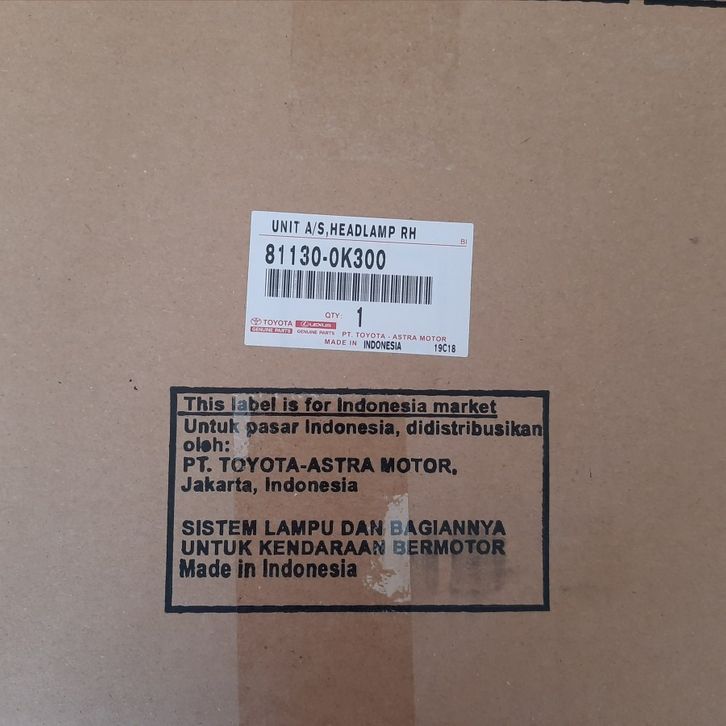 UNIT A/S,HEADLAMP RH
BI
81130-0K300
QTY: 1
TOYOTA LEXUS
GENUINE PARTS GENUINE PARTS
PT. TOYOTA - ASTRA MOTOR
MADE IN INDONESIA 19C18
This label is for Indonesia market
Untuk pasar Indonesia, didistribusikan
oleh:
PT. TOYOTA-ASTRA MOTOR,
Jakarta, Indonesia
SISTEM LAMPU DAN BAGIANNYA
UNTUK KENDARAAN BERMOTOR
Made in Indonesia